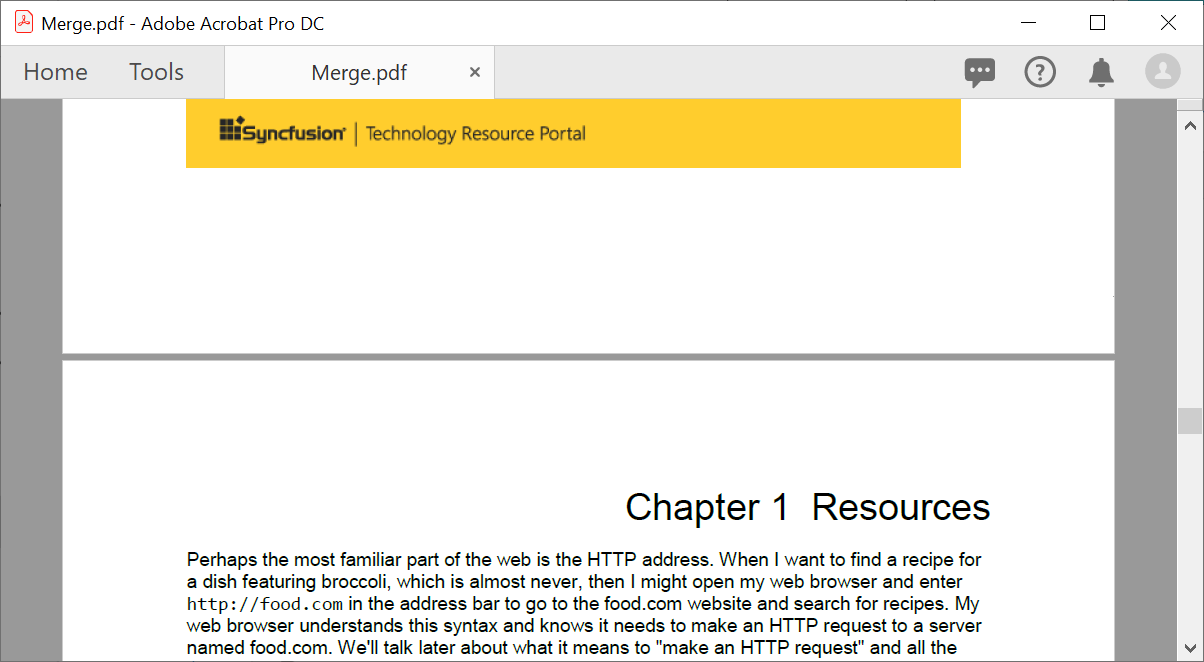 Merge.pdf - Adobe Acrobat Pro DC
Home Tools Merge.pdf
Syncfusion | Technology Resource Portal
Chapter 1 Resources
Perhaps the most familiar part of the web is the HTTP address. When I want to find a recipe for
a dish featuring broccoli, which is almost never, then I might open my web browser and enter
http://food.com in the address bar to go to the food.com website and search for recipes. My
web browser understands this syntax and knows it needs to make an HTTP request to a server
named food.com. We'll talk later about what it means to "make an HTTP request" and all the